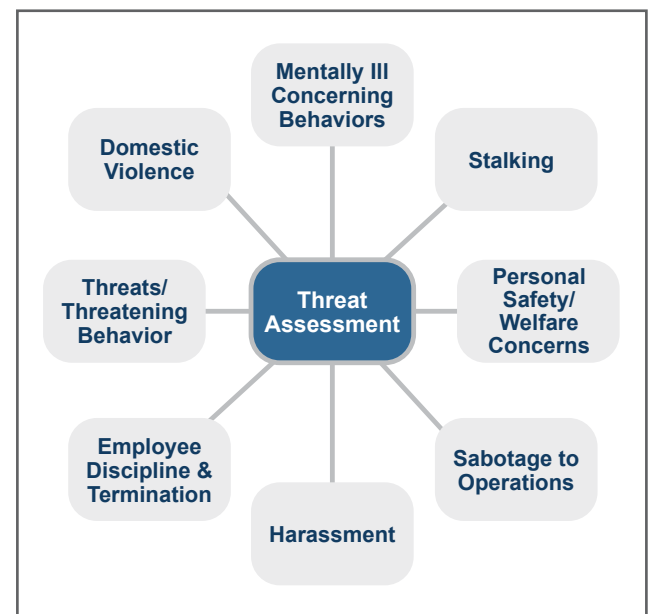 Mentally Ill
Concerning
Behaviors
Domestic
Violence
Stalking
Threats/
Threatening
Behavior
Threat
Assessment
Personal
Safety/
Welfare
Concerns
Employee
Discipline &
Termination
Sabotage to
Operations
Harassment